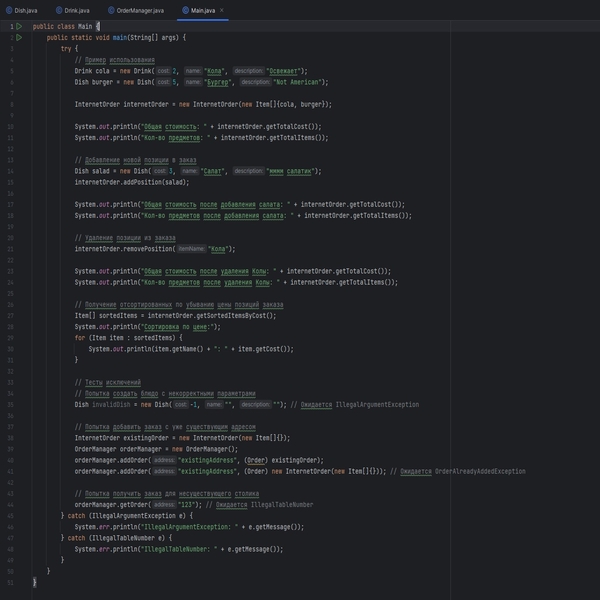 Dish.java Drink.java OrderManager.java Main.java
1 public class Main {
2 public static void main(String[] args) {
3 try {
4 // Пример использования
5 Drink cola = new Drink( cost: 2, name: "Кола", description: "Освежает");
6 Dish burger = new Dish( cost: 5, name: "Бургер", description: "Not American");
7
8 InternetOrder internetOrder = new InternetOrder(new Item[]{cola, burger});
9
10 System.out.println("Общая стоимость: " + internetOrder.getTotalCost());
11 System.out.println("Кол-во предметов: " + internetOrder.getTotalItems());
12
13 // Добавление новой позиции в заказ
14 Dish salad = new Dish( cost: 3, name: "Салат", description: "мммм салатик");
15 internetOrder.addPosition(salad);
16
17 System.out.println("Общая стоимость после добавления салата: " + internetOrder.getTotalCost());
18 System.out.println("Кол-во предметов после добавления салата: " + internetOrder.getTotalItems());
19
20 // Удаление позиции из заказа
21 internetOrder.removePosition( itemName: "Кола");
22
23 System.out.println("Общая стоимость после удаления Колы: " + internetOrder.getTotalCost());
24 System.out.println("Кол-во предметов после удаления Колы: " + internetOrder.getTotalItems());
25
26 // Получение отсортированных по убыванию цены позиций заказа
27 Item[] sortedItems = internetOrder.getSortedItemsByCost();
28 System.out.println("Сортировка по цене:");
29 for (Item item : sortedItems) {
30 System.out.println(item.getName() + ": " + item.getCost());
31 }
32
33 // Тесты исключений
34 // Попытка создать блюдо с некорректными параметрами
35 Dish invalidDish = new Dish( cost: -1, name: "", description: ""); // Ожидается IllegalArgumentException
36
37 // Попытка добавить заказ с уже существующим адресом
38 InternetOrder existingOrder = new InternetOrder(new Item[]{});
39 OrderManager orderManager = new OrderManager();
40 orderManager.addOrder( address: "existingAddress", (Order) existingOrder);
41 orderManager.addOrder( address: "existingAddress", (Order) new InternetOrder(new Item[]{})); // Ожидается OrderAlreadyAddedException
42
43 // Попытка получить заказ для несуществующего столика
44 orderManager.getOrder( address: "123"); // Ожидается IllegalTableNumber
45 } catch (IllegalArgumentException e) {
46 System.err.println("IllegalArgumentException: " + e.getMessage());
47 } catch (IllegalTableNumber e) {
48 System.err.println("IllegalTableNumber: " + e.getMessage());
49 }
50 }
51 }